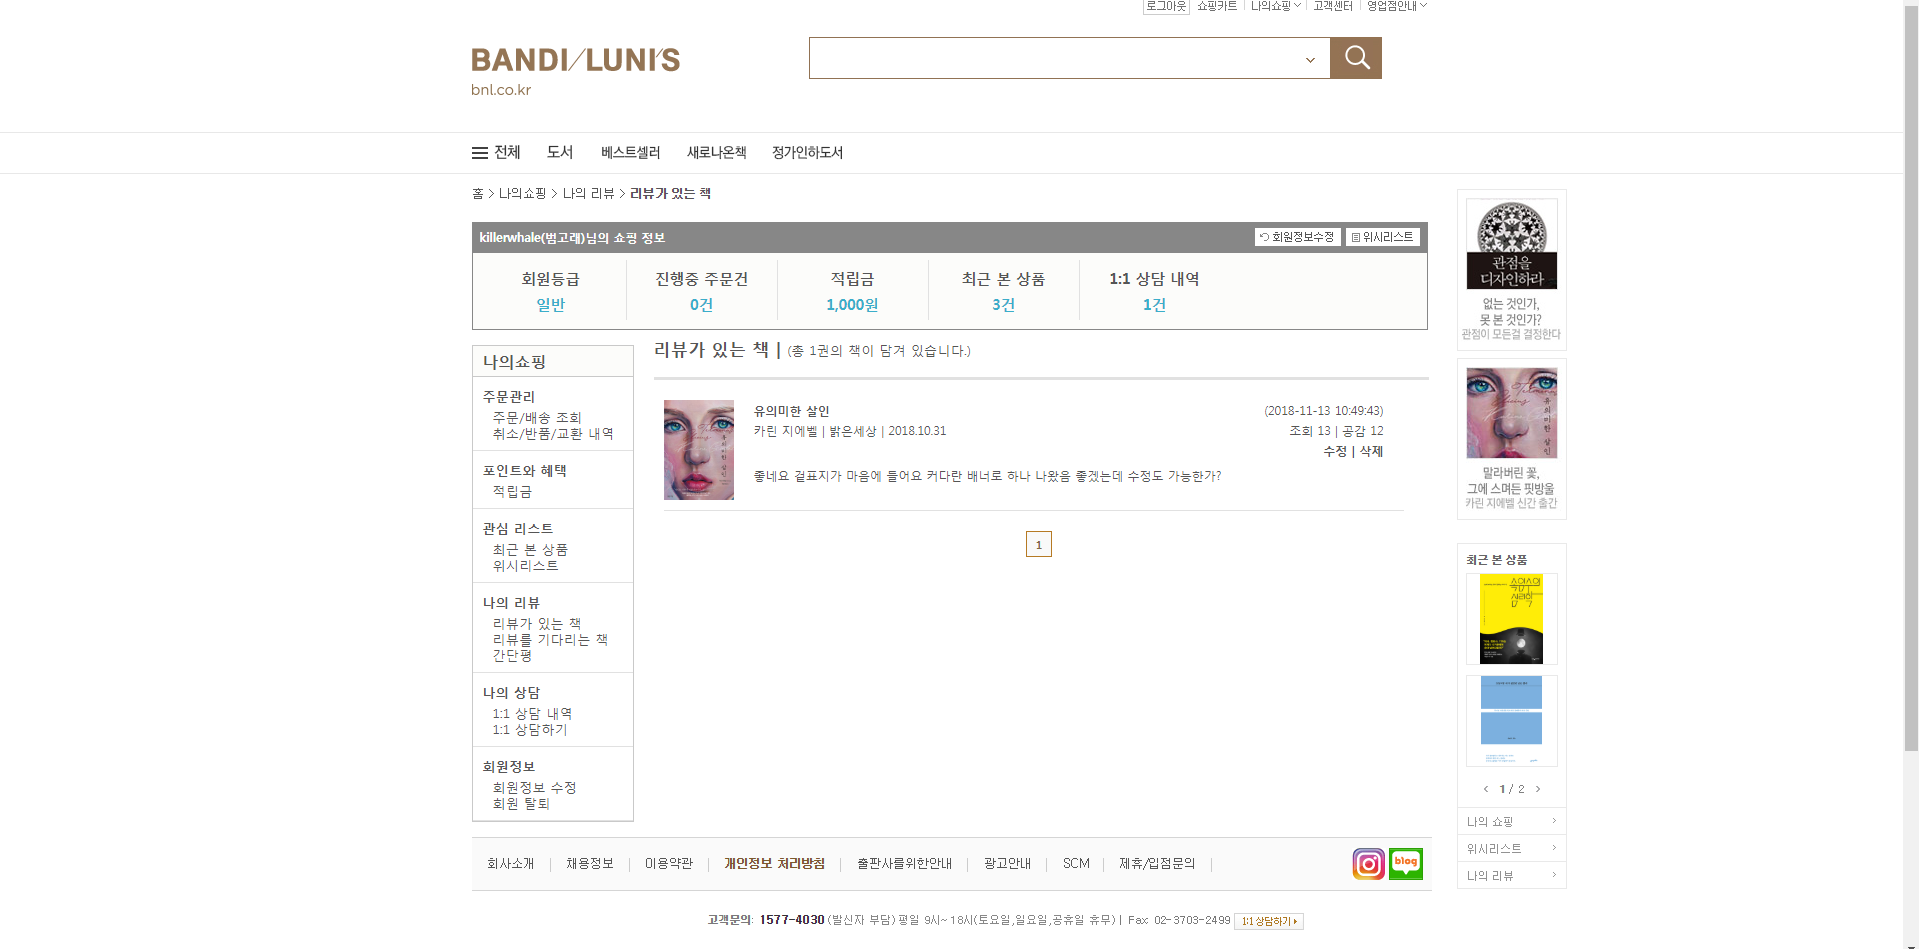 로그아웃 쇼핑카트 나의쇼핑 고객센터 영업점안내
BANDI/LUNI'S
bnl.co.kr
전체 도서 베스트셀러 새로나온책 정가인하도서
홈 > 나의쇼핑 > 나의 리뷰 > 리뷰가 있는 책
killerwhale(범고래)님의 쇼핑 정보 회원정보수정 위시리스트
회원등급 진행중 주문건 적립금 최근 본 상품 1:1 상담 내역
일반 0건 1,000원 3건 1건
나의쇼핑
주문관리
주문/배송 조회
취소/반품/교환 내역
포인트와 혜택
적립금
관심 리스트
최근 본 상품
위시리스트
나의 리뷰
리뷰가 있는 책
리뷰를 기다리는 책
간단평
나의 상담
1:1 상담 내역
1:1 상담하기
회원정보
회원정보 수정
회원 탈퇴
리뷰가 있는 책 | (총 1권의 책이 담겨 있습니다.)
유의미한 살인
유의미한 살인 (2018-11-13 10:49:43)
카린 지에벨 | 밝은세상 | 2018.10.31 조회 13 | 공감 12
수정 | 삭제
좋네요 겉표지가 마음에 들어요 커다란 배너로 하나 나왔음 좋겠는데 수정도 가능한가?
1
관점을
디자인하라
없는 것인가,
못 본 것인가?
관점이 모든걸 결정한다
유의미한 살인
말라버린 꽃,
그에 스며든 핏방울
카린 지에벨 신간 출간
최근 본 상품
< 1 / 2 >
나의 쇼핑 >
위시리스트 >
나의 리뷰 >
회사소개 | 채용정보 | 이용약관 | 개인정보 처리방침 | 출판사를위한안내 | 광고안내 | SCM | 제휴/입점문의 |
blog
고객문의: 1577-4030 (발신자 부담) 평일 9시~18시(토요일,일요일,공휴일 휴무) | Fax: 02-3703-2499 1:1 상담하기